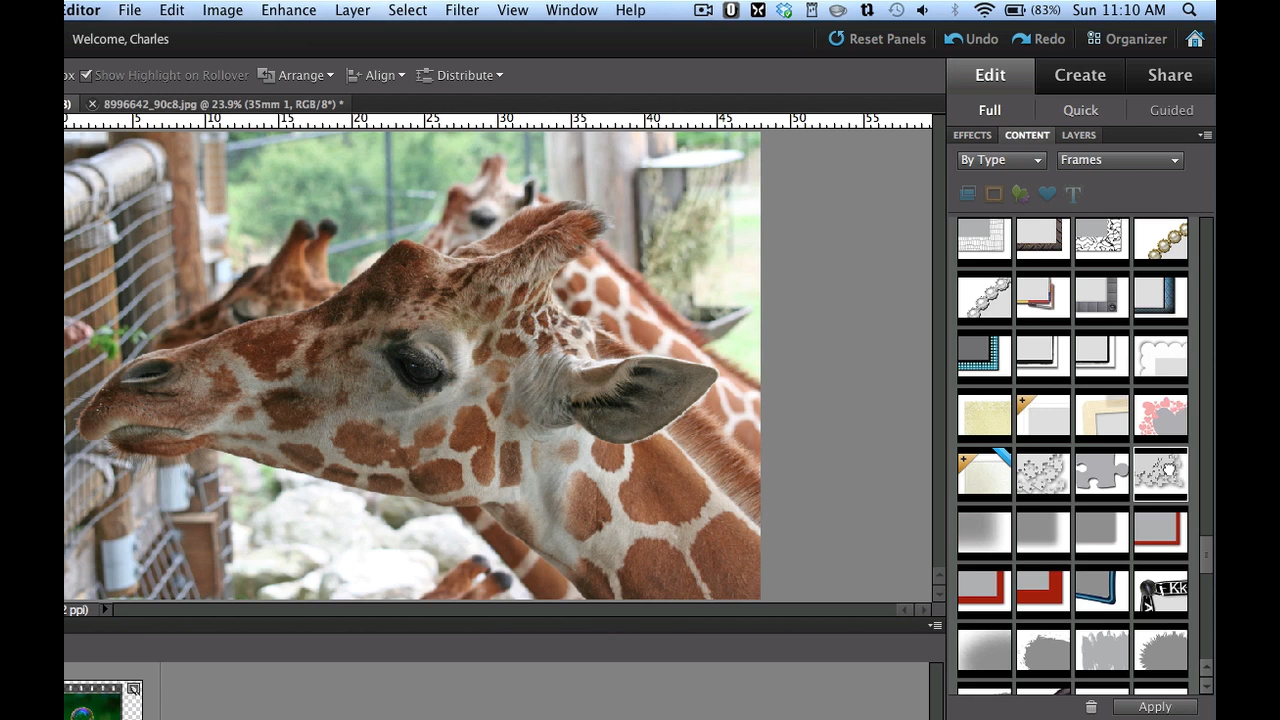 Editor File Edit Image Enhance Layer Select Filter View Window Help (83%) Sun 11:10 AM
Welcome, Charles Reset Panels Undo Redo Organizer
ox Show Highlight on Rollover Arrange Align Distribute
Edit Create Share
8996642_90c8.jpg @ 23.9% (35mm 1, RGB/8*) *
Full Quick Guided
5 10 15 20 25 30 35 40 45 50 55
EFFECTS CONTENT LAYERS
By Type Frames
T
2 ppi)
Apply